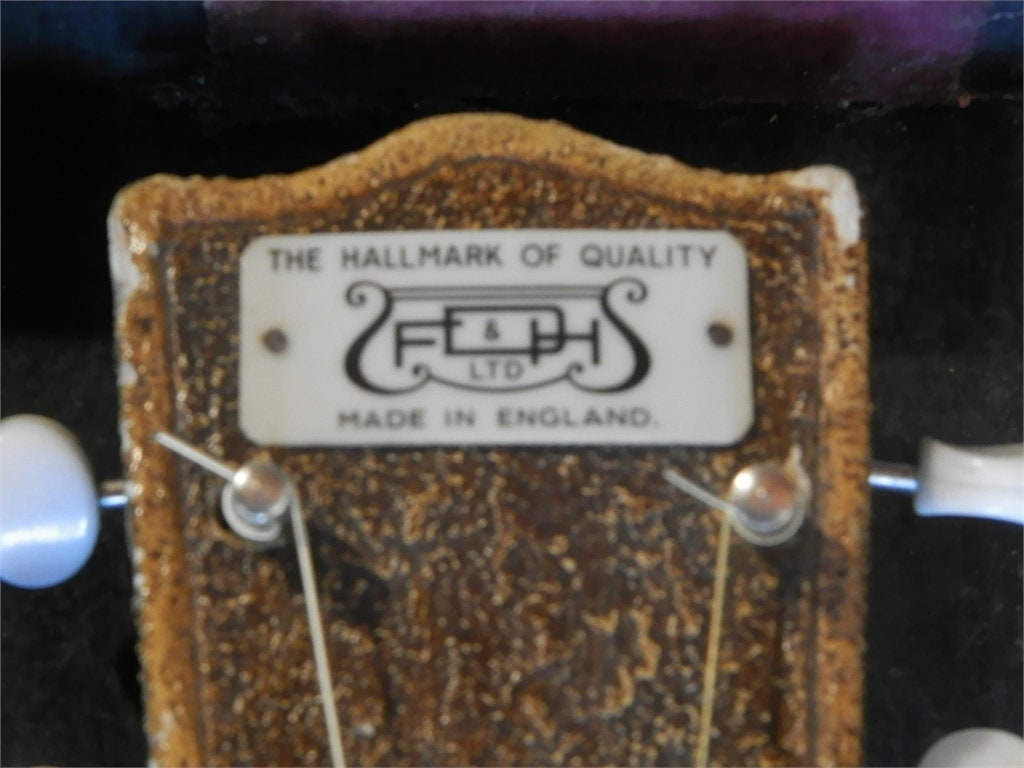 THE HALLMARK OF QUALITY
F D & H
LTD
MADE IN ENGLAND.